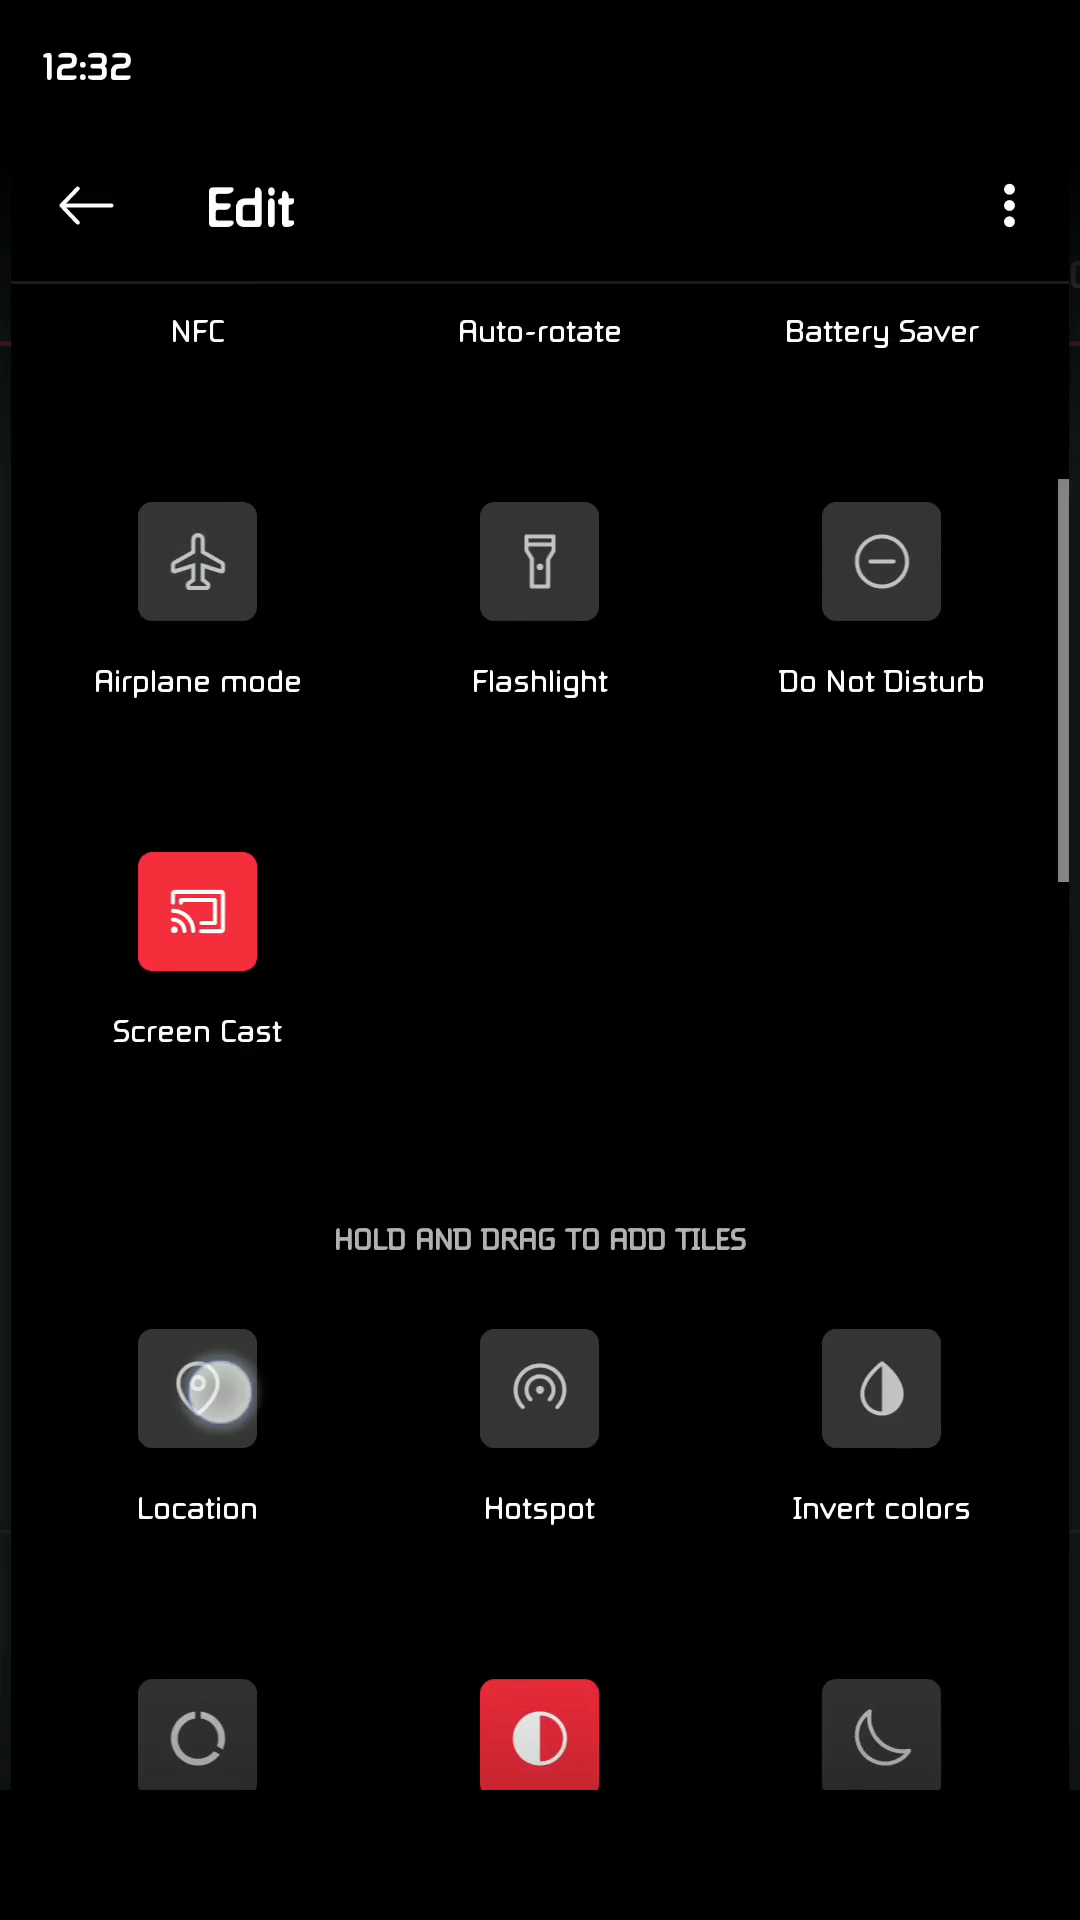 12:32
Edit
NFC Auto-rotate Battery Saver
Airplane mode Flashlight Do Not Disturb
Screen Cast
HOLD AND DRAG TO ADD TILES
Location Hotspot Invert colors